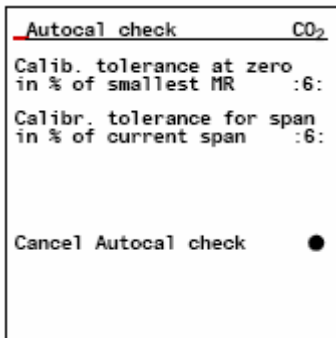 Autocal check CO₂
Calib. tolerance at zero
in % of smallest MR :6:
Calibr. tolerance for span
in % of current span :6:
Cancel Autocal check ●